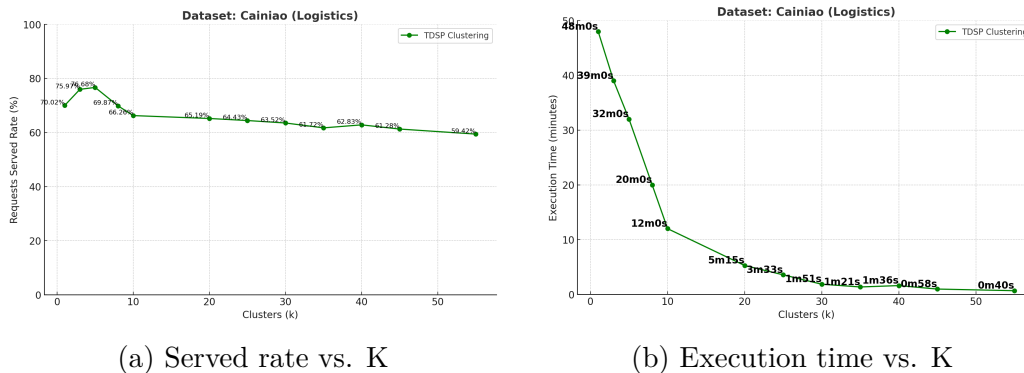 Dataset: Cainiao (Logistics)
100
80
60
40
20
0
Requests Served Rate (%)
TDSP Clustering
70.02%
75.97%
76.68%
69.87%
66.26%
65.19%
64.43%
63.52%
61.72%
62.83%
61.28%
59.42%
0 10 20 30 40 50
Clusters (k)
(a) Served rate vs. K
Dataset: Cainiao (Logistics)
50
40
30
20
10
0
Execution Time (minutes)
TDSP Clustering
48m0s
39m0s
32m0s
20m0s
12m0s
5m15s
3m33s
1m51s
1m21s
1m36s
0m58s
0m40s
0 10 20 30 40 50
Clusters (k)
(b) Execution time vs. K